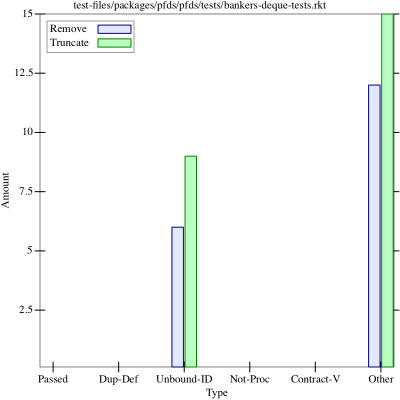 test-files/packages/pfds/pfds/tests/bankers-deque-tests.rkt
Remove
Truncate
15
12.5
10
7.5
5
2.5
Amount
Passed Dup-Def Unbound-ID Not-Proc Contract-V Other
Type